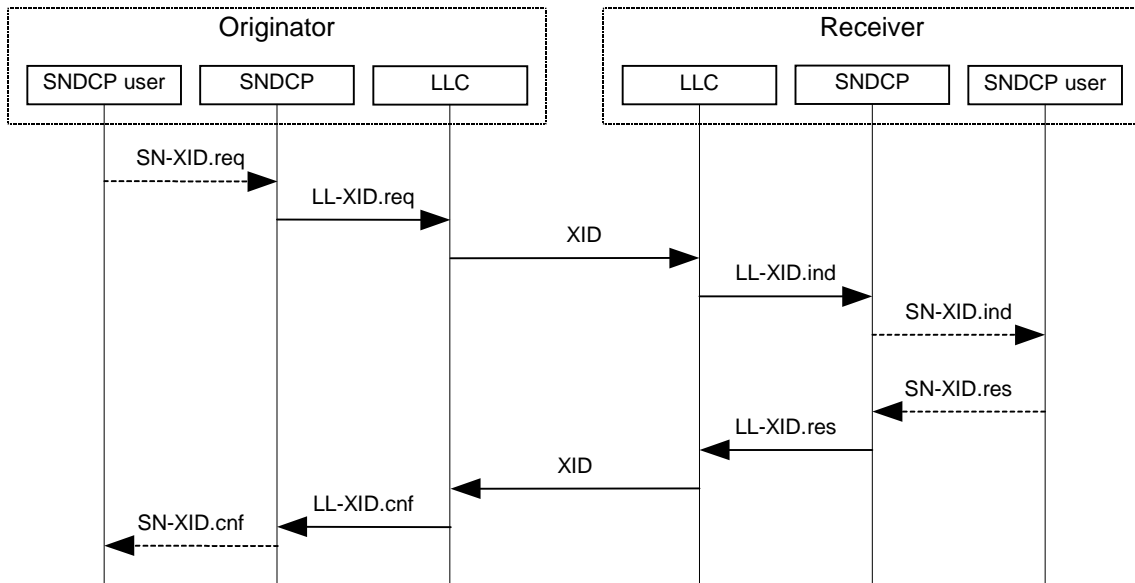 Originator
Receiver
SNDCP user
SNDCP
LLC
LLC
SNDCP
SNDCP user
SN-XID.req
LL-XID.req
XID
LL-XID.ind
SN-XID.ind
SN-XID.res
LL-XID.res
XID
LL-XID.cnf
SN-XID.cnf